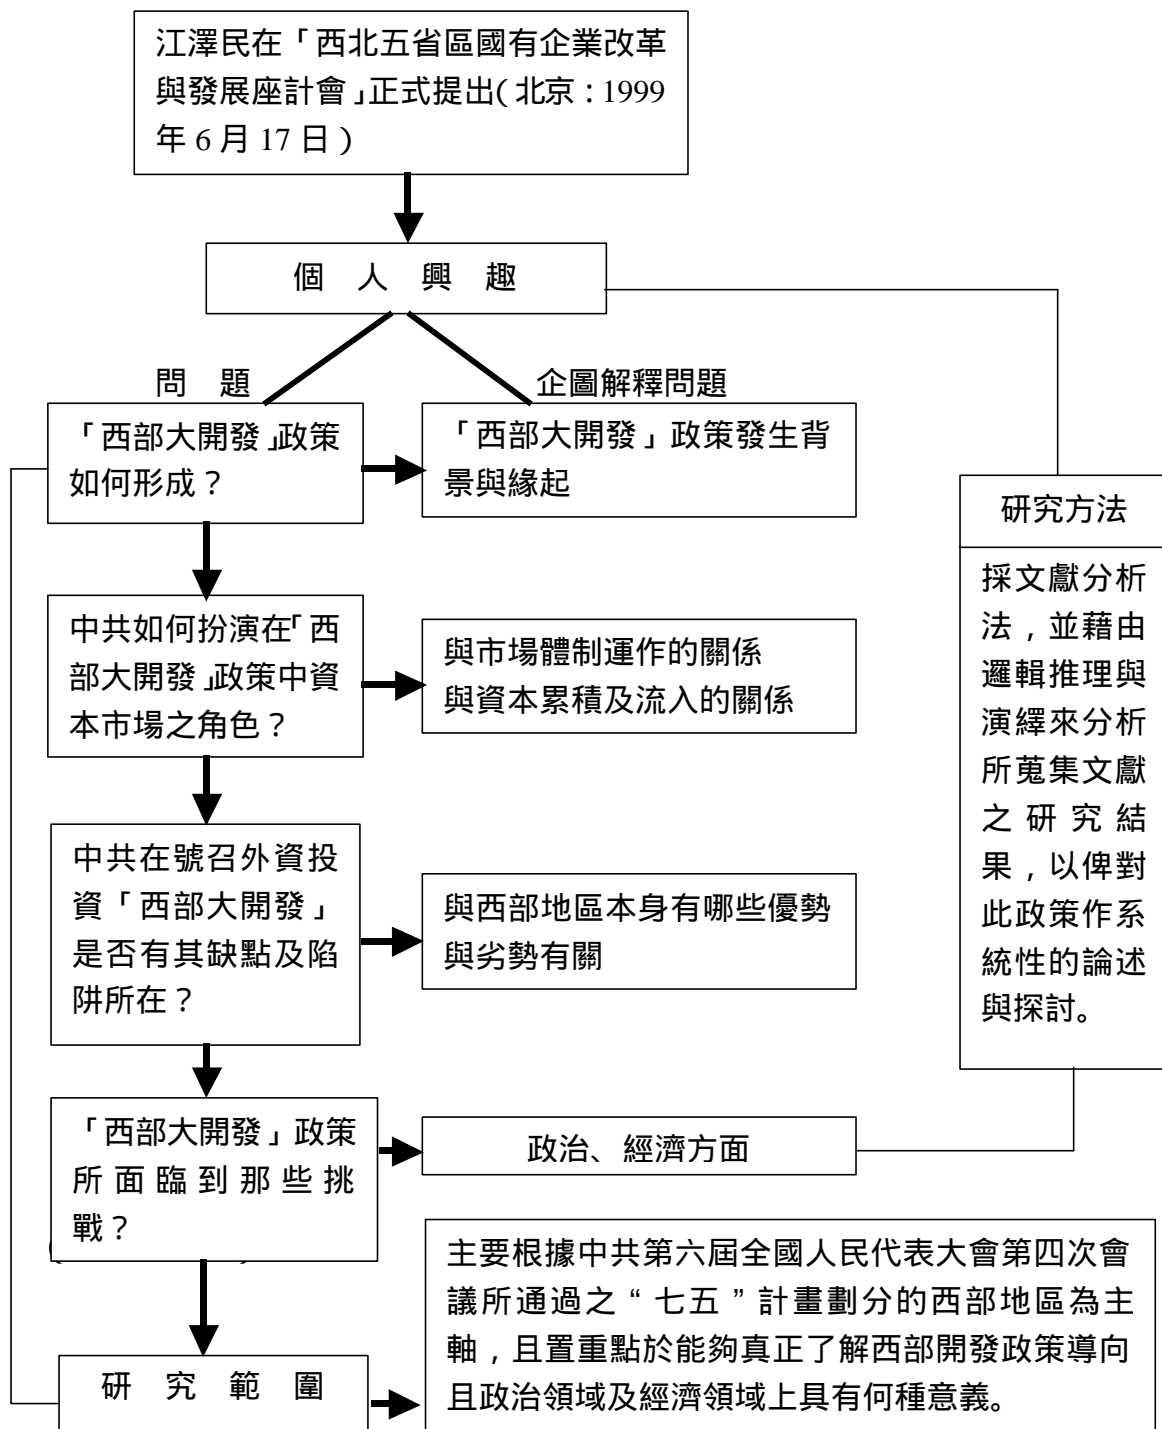 江澤民在「西北五省區國有企業改革
與發展座計會」正式提出(北京：1999
年 6 月 17 日)
個 人 興 趣
問 題
企圖解釋問題
「西部大開發」政策
如何形成？
「西部大開發」政策發生背
景與緣起
中共如何扮演在「西
部大開發」政策中資
本市場之角色？
與市場體制運作的關係
與資本累積及流入的關係
中共在號召外資投
資「西部大開發」
是否有其缺點及陷
阱所在？
與西部地區本身有哪些優勢
與劣勢有關
「西部大開發」政策
所面臨到那些挑
戰？
政治、經濟方面
研 究 範 圍
主要根據中共第六屆全國人民代表大會第四次會
議所通過之“七五”計畫劃分的西部地區為主
軸，且置重點於能夠真正了解西部開發政策導向
且政治領域及經濟領域上具有何種意義。
研究方法
採文獻分析
法，並藉由
邏輯推理與
演繹來分析
所蒐集文獻
之研究結
果，以俾對
此政策作系
統性的論述
與探討。